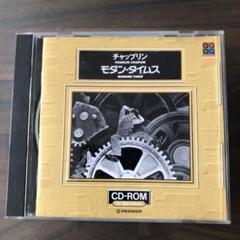 チャップリン
CHARLES CHAPLIN
モダン・タイムス
MODERN TIMES
CD-ROM
PIONEER